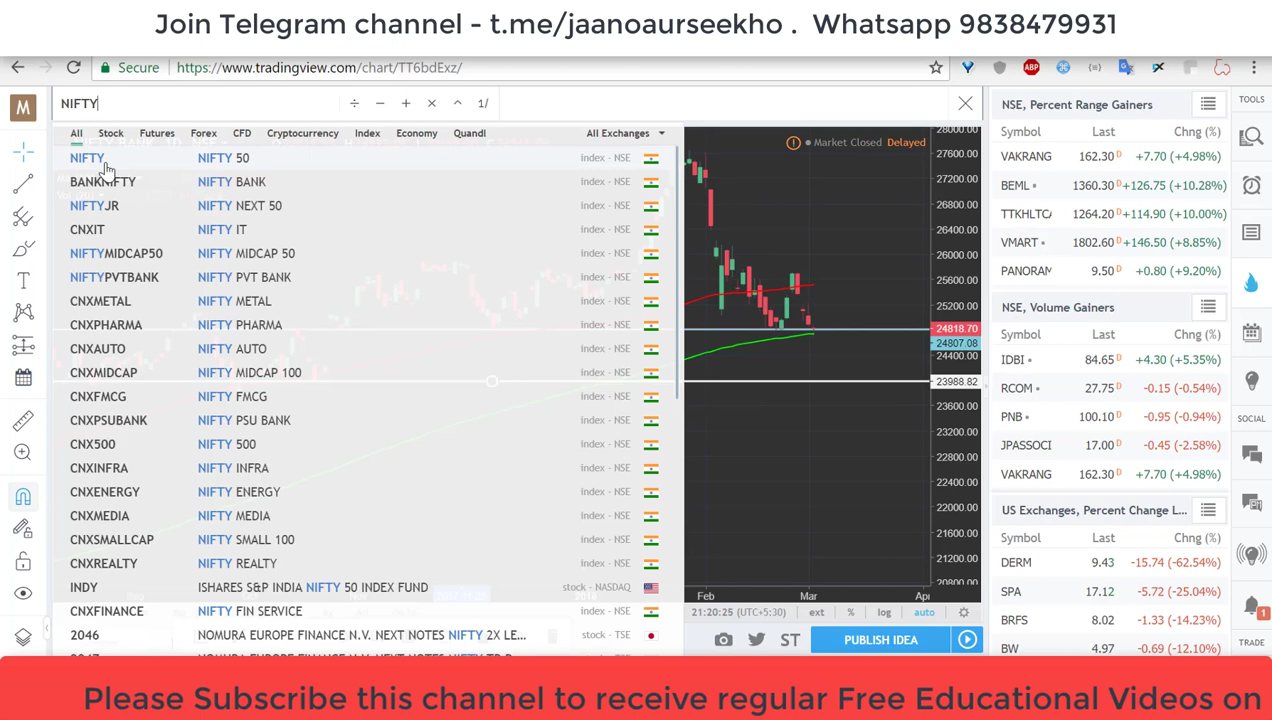 Join Telegram channel - t.me/jaanoaurseekho . Whatsapp 9838479931
Secure https://www.tradingview.com/chart/TT6bdExz/
ABP
M
NIFTY
1/
NSE, Percent Range Gainers
TOOLS
All Stock Futures Forex CFD Cryptocurrency Index Economy Quandl All Exchanges
Symbol Last Chng (%)
NIFTY NIFTY 50 Index - NSE
BANKNIFTY NIFTY BANK index - NSE
NIFTYJR NIFTY NEXT 50 index - NSE
CNXIT NIFTY IT index - NSE
NIFTYMIDCAP50 NIFTY MIDCAP 50 index - NSE
NIFTYPVTBANK NIFTY PVT BANK index - NSE
CNXMETAL NIFTY METAL index - NSE
CNXPHARMA NIFTY PHARMA index - NSE
CNXAUTO NIFTY AUTO index - NSE
CNXMIDCAP NIFTY MIDCAP 100 index - NSE
CNXFMCG NIFTY FMCG index - NSE
CNXPSUBANK NIFTY PSU BANK index - NSE
CNX500 NIFTY 500 index - NSE
CNXINFRA NIFTY INFRA index - NSE
CNXENERGY NIFTY ENERGY index - NSE
CNXMEDIA NIFTY MEDIA index - NSE
CNXSMALLCAP NIFTY SMALL 100 index - NSE
CNXREALTY NIFTY REALTY index - NSE
INDY ISHARES S&P INDIA NIFTY 50 INDEX FUND stock - NASDAQ
CNXFINANCE NIFTY FIN SERVICE index - NSE
2046 NOMURA EUROPE FINANCE N.V. NEXT NOTES NIFTY 2X LE... stock - TSE
Market Closed Delayed
28000.00
27600.00
27200.00
26800.00
26400.00
26000.00
25600.00
25200.00
24818.70
24807.08
24400.00
23988.82
23600.00
23200.00
22800.00
22400.00
22000.00
21600.00
21200.00
20800.00
Feb Mar Apr
21:20:25 (UTC+5:30) ext % log auto
ST PUBLISH IDEA
VAKRANG 162.30 D +7.70 (+4.98%)
BEML 1360.30 D +126.75 (+10.28%)
TTKHLTCA 1264.20 D +114.90 (+10.00%)
VMART 1802.60 D +146.50 (+8.85%)
PANORAM 9.50 D +0.80 (+9.20%)
NSE, Volume Gainers
Symbol Last Chng (%)
IDBI 84.65 D +4.30 (+5.35%)
RCOM 27.75 D -0.15 (-0.54%)
PNB 100.10 D -0.95 (-0.94%)
JPASSOCI 17.00 D -0.45 (-2.58%)
VAKRANG 162.30 D +7.70 (+4.98%)
SOCIAL
US Exchanges, Percent Change L...
Symbol Last Chng (%)
DERM 9.43 -15.74 (-62.54%)
SPA 17.12 -5.72 (-25.04%)
BRFS 8.02 -1.33 (-14.23%)
BW 4.97 -0.69 (-12.10%)
1
TRADE
Please Subscribe this channel to receive regular Free Educational Videos on